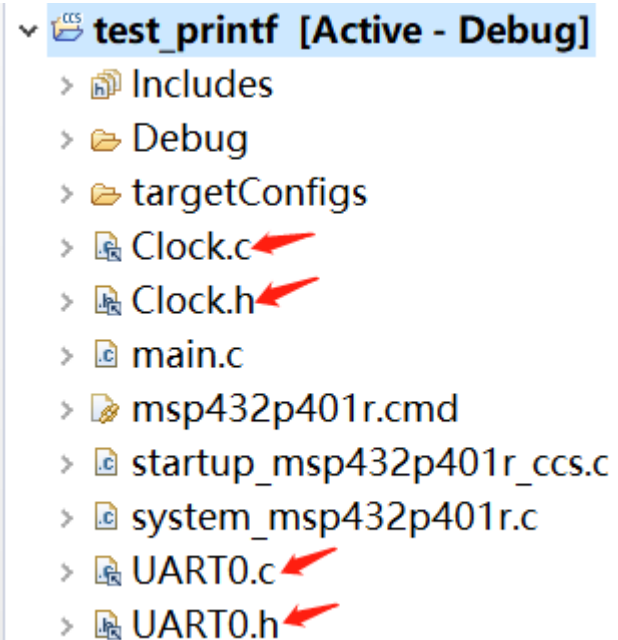 test_printf [Active - Debug]
Includes
Debug
targetConfigs
Clock.c
Clock.h
main.c
msp432p401r.cmd
startup_msp432p401r_ccs.c
system_msp432p401r.c
UART0.c
UART0.h